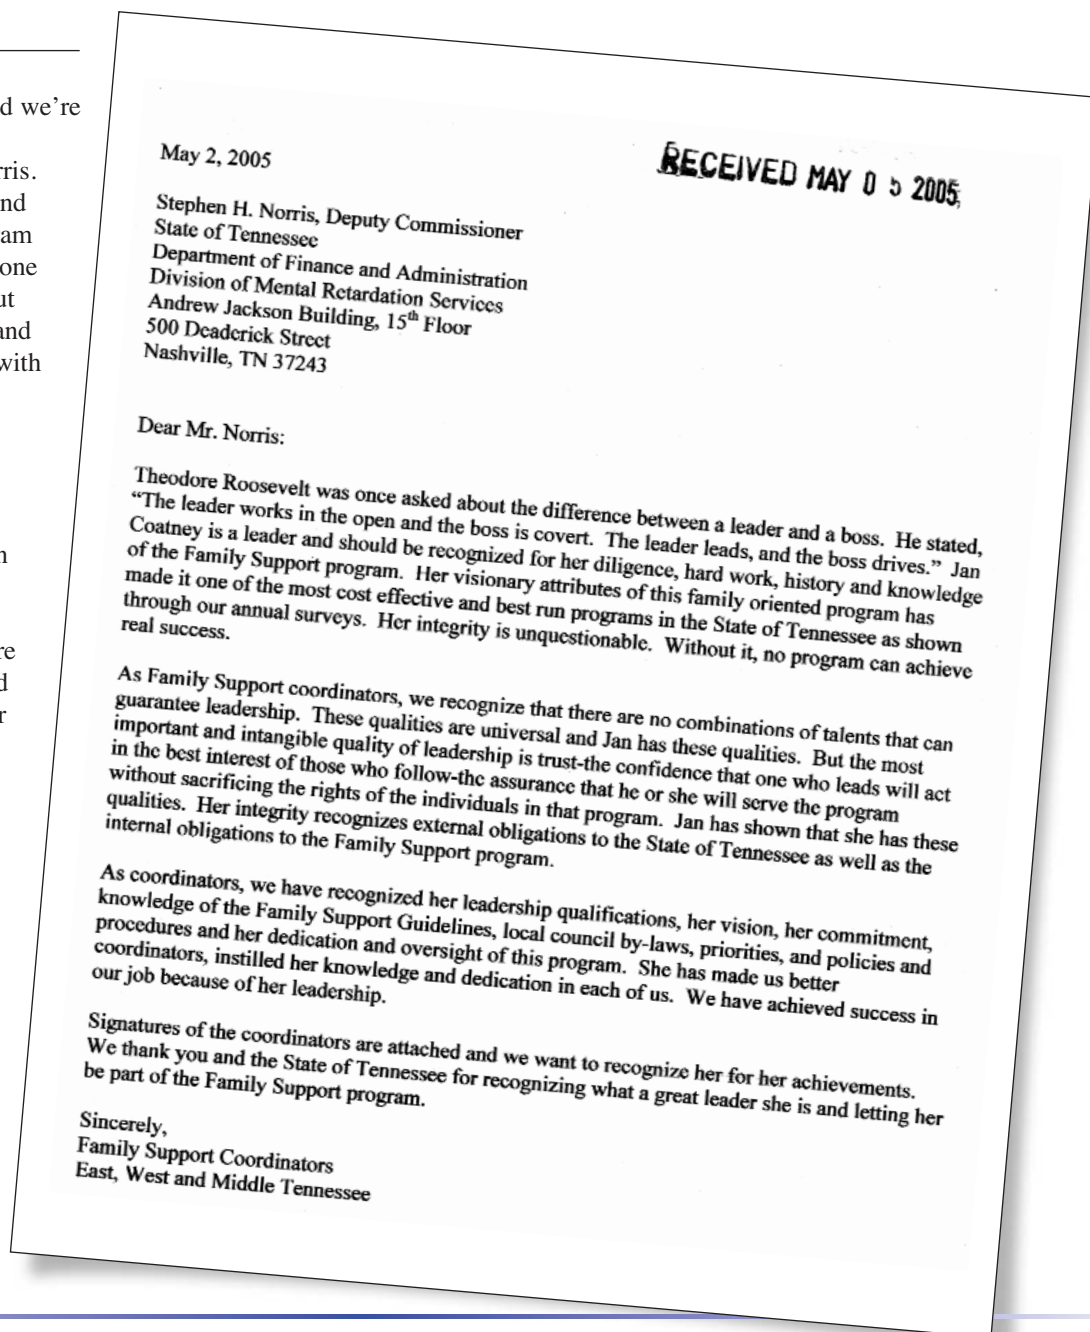 d we're
rris.
nd
am
one
ut
and
with
n
re
d
r
May 2, 2005
RECEIVED MAY 0 5 2005
Stephen H. Norris, Deputy Commissioner
State of Tennessee
Department of Finance and Administration
Division of Mental Retardation Services
Andrew Jackson Building, 15th Floor
500 Deaderick Street
Nashville, TN 37243
Dear Mr. Norris:
Theodore Roosevelt was once asked about the difference between a leader and a boss. He stated,
“The leader works in the open and the boss is covert. The leader leads, and the boss drives.” Jan
Coatney is a leader and should be recognized for her diligence, hard work, history and knowledge
of the Family Support program. Her visionary attributes of this family oriented program has
made it one of the most cost effective and best run programs in the State of Tennessee as shown
through our annual surveys. Her integrity is unquestionable. Without it, no program can achieve
real success.
As Family Support coordinators, we recognize that there are no combinations of talents that can
guarantee leadership. These qualities are universal and Jan has these qualities. But the most
important and intangible quality of leadership is trust-the confidence that one who leads will act
in the best interest of those who follow-the assurance that he or she will serve the program
without sacrificing the rights of the individuals in that program. Jan has shown that she has these
qualities. Her integrity recognizes external obligations to the State of Tennessee as well as the
internal obligations to the Family Support program.
As coordinators, we have recognized her leadership qualifications, her vision, her commitment,
knowledge of the Family Support Guidelines, local council by-laws, priorities, and policies and
procedures and her dedication and oversight of this program. She has made us better
coordinators, instilled her knowledge and dedication in each of us. We have achieved success in
our job because of her leadership.
Signatures of the coordinators are attached and we want to recognize her for her achievements.
We thank you and the State of Tennessee for recognizing what a great leader she is and letting her
be part of the Family Support program.
Sincerely,
Family Support Coordinators
East, West and Middle Tennessee